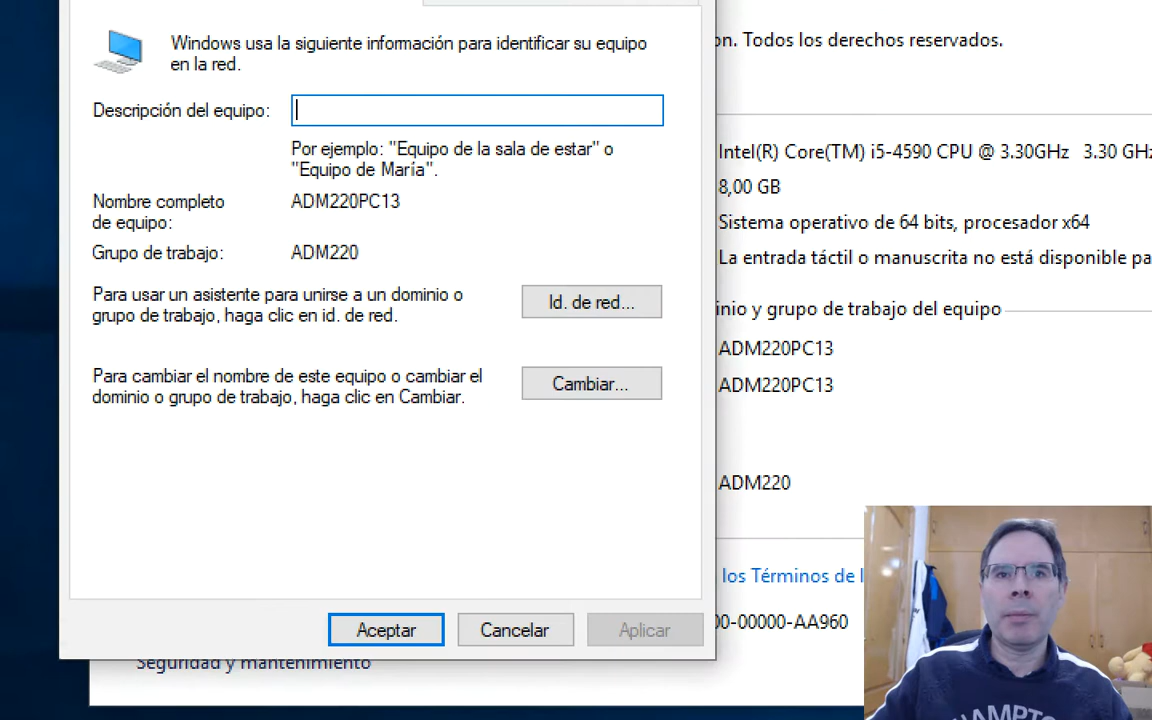 Windows usa la siguiente información para identificar su equipo
en la red.
Descripción del equipo:
Por ejemplo: "Equipo de la sala de estar" o
"Equipo de María".
Nombre completo
de equipo:
ADM220PC13
Grupo de trabajo:
ADM220
Para usar un asistente para unirse a un dominio o
grupo de trabajo, haga clic en id. de red.
Id. de red...
Para cambiar el nombre de este equipo o cambiar el
dominio o grupo de trabajo, haga clic en Cambiar.
Cambiar...
Aceptar
Cancelar
Aplicar
on. Todos los derechos reservados.
Intel(R) Core(TM) i5-4590 CPU @ 3.30GHz 3.30 GHz
8,00 GB
Sistema operativo de 64 bits, procesador x64
La entrada táctil o manuscrita no está disponible pa
inio y grupo de trabajo del equipo
ADM220PC13
ADM220PC13
ADM220
los Términos de l
00-00000-AA960
Seguridad y mantenimiento